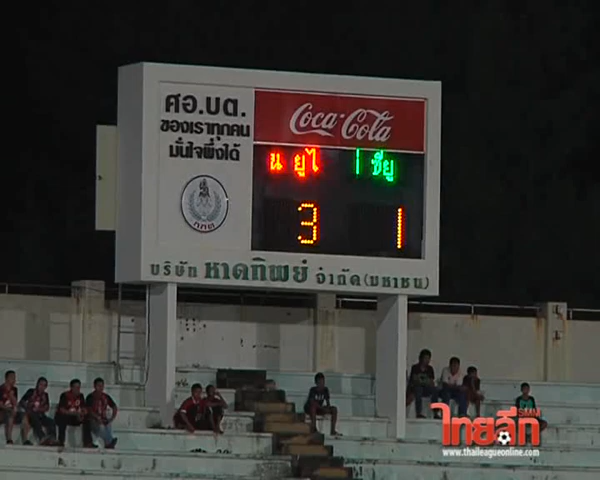 ศอ.บต.
ของเราทุกคน
มั่นใจพึ่งได้
Coca-Cola
น ยูไ
ชียู
3 1
บริษัท หาดทิพย์ จำกัด (มหาชน)
ไทยลีก
SMMI
www.thaileagueonline.com